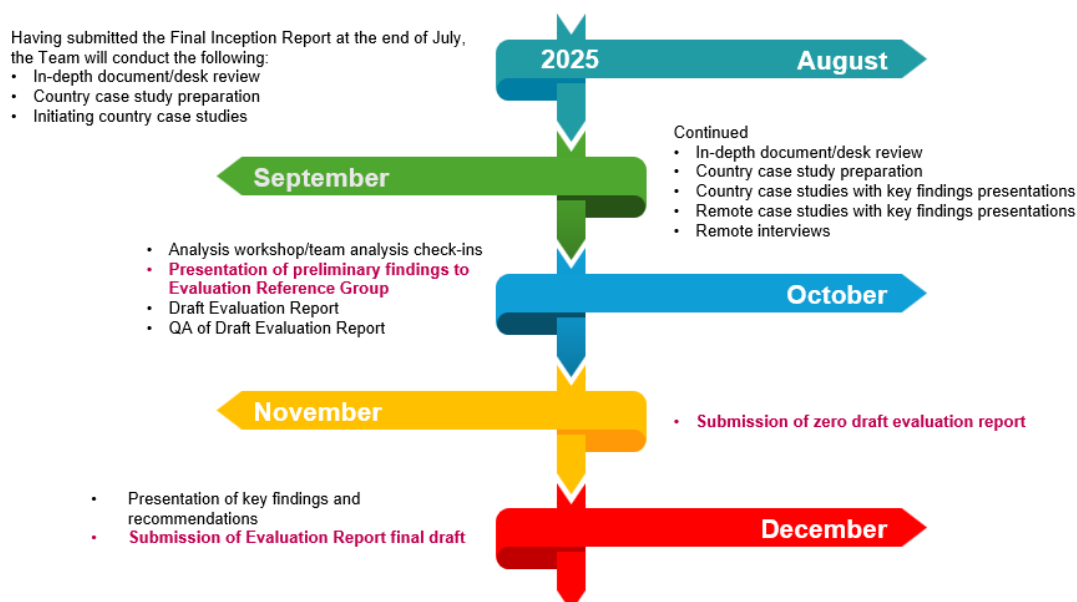 Having submitted the Final Inception Report at the end of July,
the Team will conduct the following:
• In-depth document/desk review
• Country case study preparation
• Initiating country case studies
2025
August
September
Continued
• In-depth document/desk review
• Country case study preparation
• Country case studies with key findings presentations
• Remote case studies with key findings presentations
• Remote interviews
• Analysis workshop/team analysis check-ins
• Presentation of preliminary findings to
Evaluation Reference Group
• Draft Evaluation Report
• QA of Draft Evaluation Report
October
November
• Submission of zero draft evaluation report
• Presentation of key findings and
recommendations
• Submission of Evaluation Report final draft
December